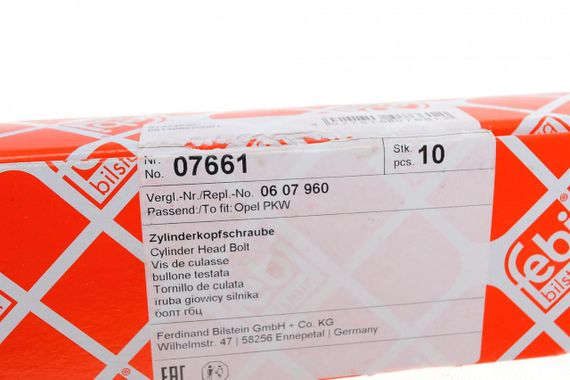 Nr. 07661 Stk. 10
No. pcs.
Vergl.-Nr./Repl.-No. 06 07 960
Passend:/To fit: Opel PKW
Zylinderkopfschraube
Cylinder Head Bolt
Vis de culasse
bullone testata
Tornillo de culata
śruba głowicy silnika
болт гбц
Ferdinand Bilstein GmbH + Co. KG
Wilhelmstr. 47 | 58256 Ennepetal | Germany
EAC
febi
bilstein
bilstein